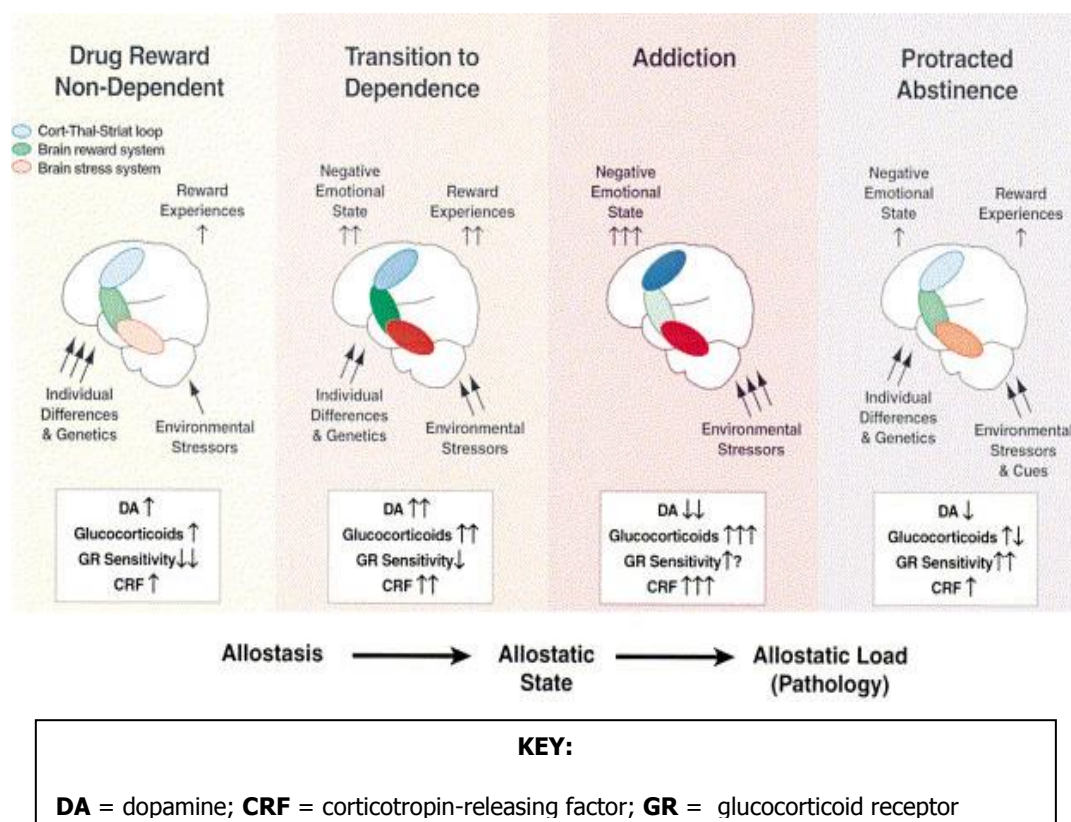 Drug Reward
Non-Dependent
Cort-Thal-Striat loop
Brain reward system
Brain stress system
Reward
Experiences
↑
Individual
Differences
& Genetics
Environmental
Stressors
DA ↑
Glucocorticoids ↑
GR Sensitivity↓↓
CRF ↑
Transition to
Dependence
Negative
Emotional
State
↑↑
Reward
Experiences
↑↑
Individual
Differences
& Genetics
Environmental
Stressors
DA ↑↑
Glucocorticoids ↑↑
GR Sensitivity↓
CRF ↑↑
Addiction
Negative
Emotional
State
↑↑↑
Environmental
Stressors
DA ↓↓
Glucocorticoids ↑↑↑
GR Sensitivity↑?
CRF ↑↑↑
Protracted
Abstinence
Negative
Emotional
State
↑
Reward
Experiences
↑
Individual
Differences
& Genetics
Environmental
Stressors
& Cues
DA ↓
Glucocorticoids ↑↓
GR Sensitivity↑↑
CRF ↑
Allostasis → Allostatic → Allostatic Load
State (Pathology)
KEY:
DA = dopamine; CRF = corticotropin-releasing factor; GR = glucocorticoid receptor